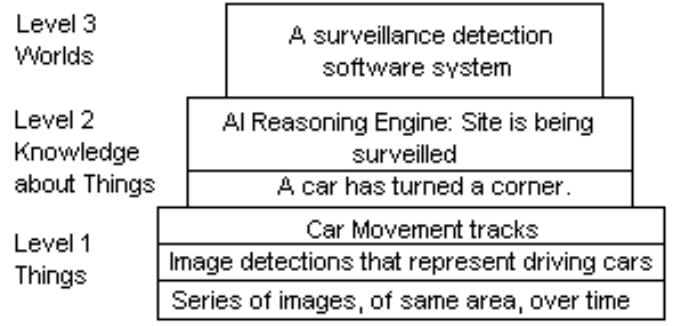 Level 3
Worlds
A surveillance detection
software system
Level 2
Knowledge
about Things
AI Reasoning Engine: Site is being
surveilled
A car has turned a corner.
Level 1
Things
Car Movement tracks
Image detections that represent driving cars
Series of images, of same area, over time